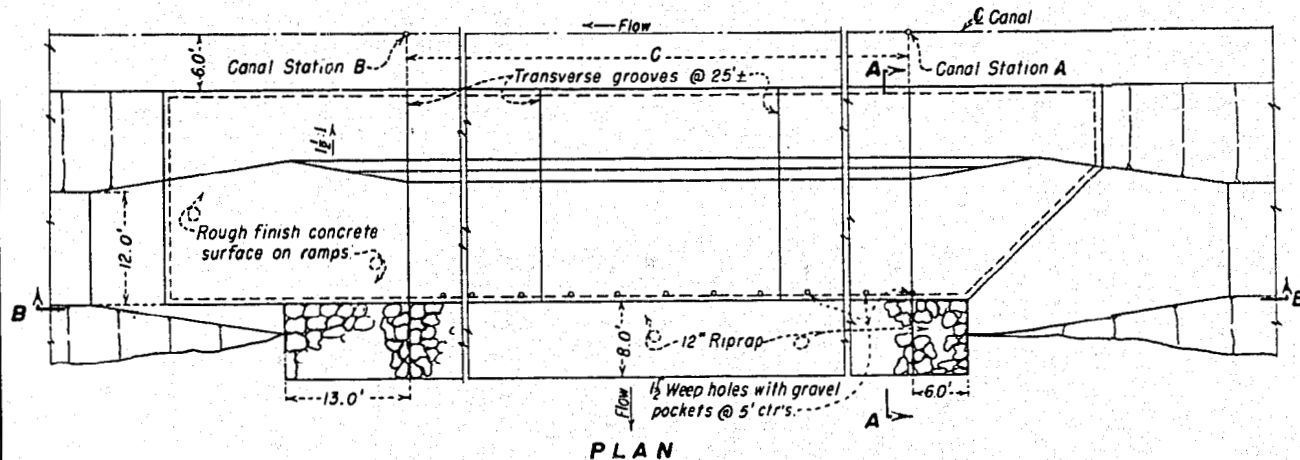 Flow
℄ Canal
6.0'
Canal Station B
C
A
Canal Station A
Transverse grooves @ 25'±
1½:1
12.0'
Rough finish concrete
surface on ramps
B
B
8.0'
12" Riprap
13.0'
Flow
1½" Weep holes with gravel
pockets @ 5' ctr's.
A
6.0'
PLAN